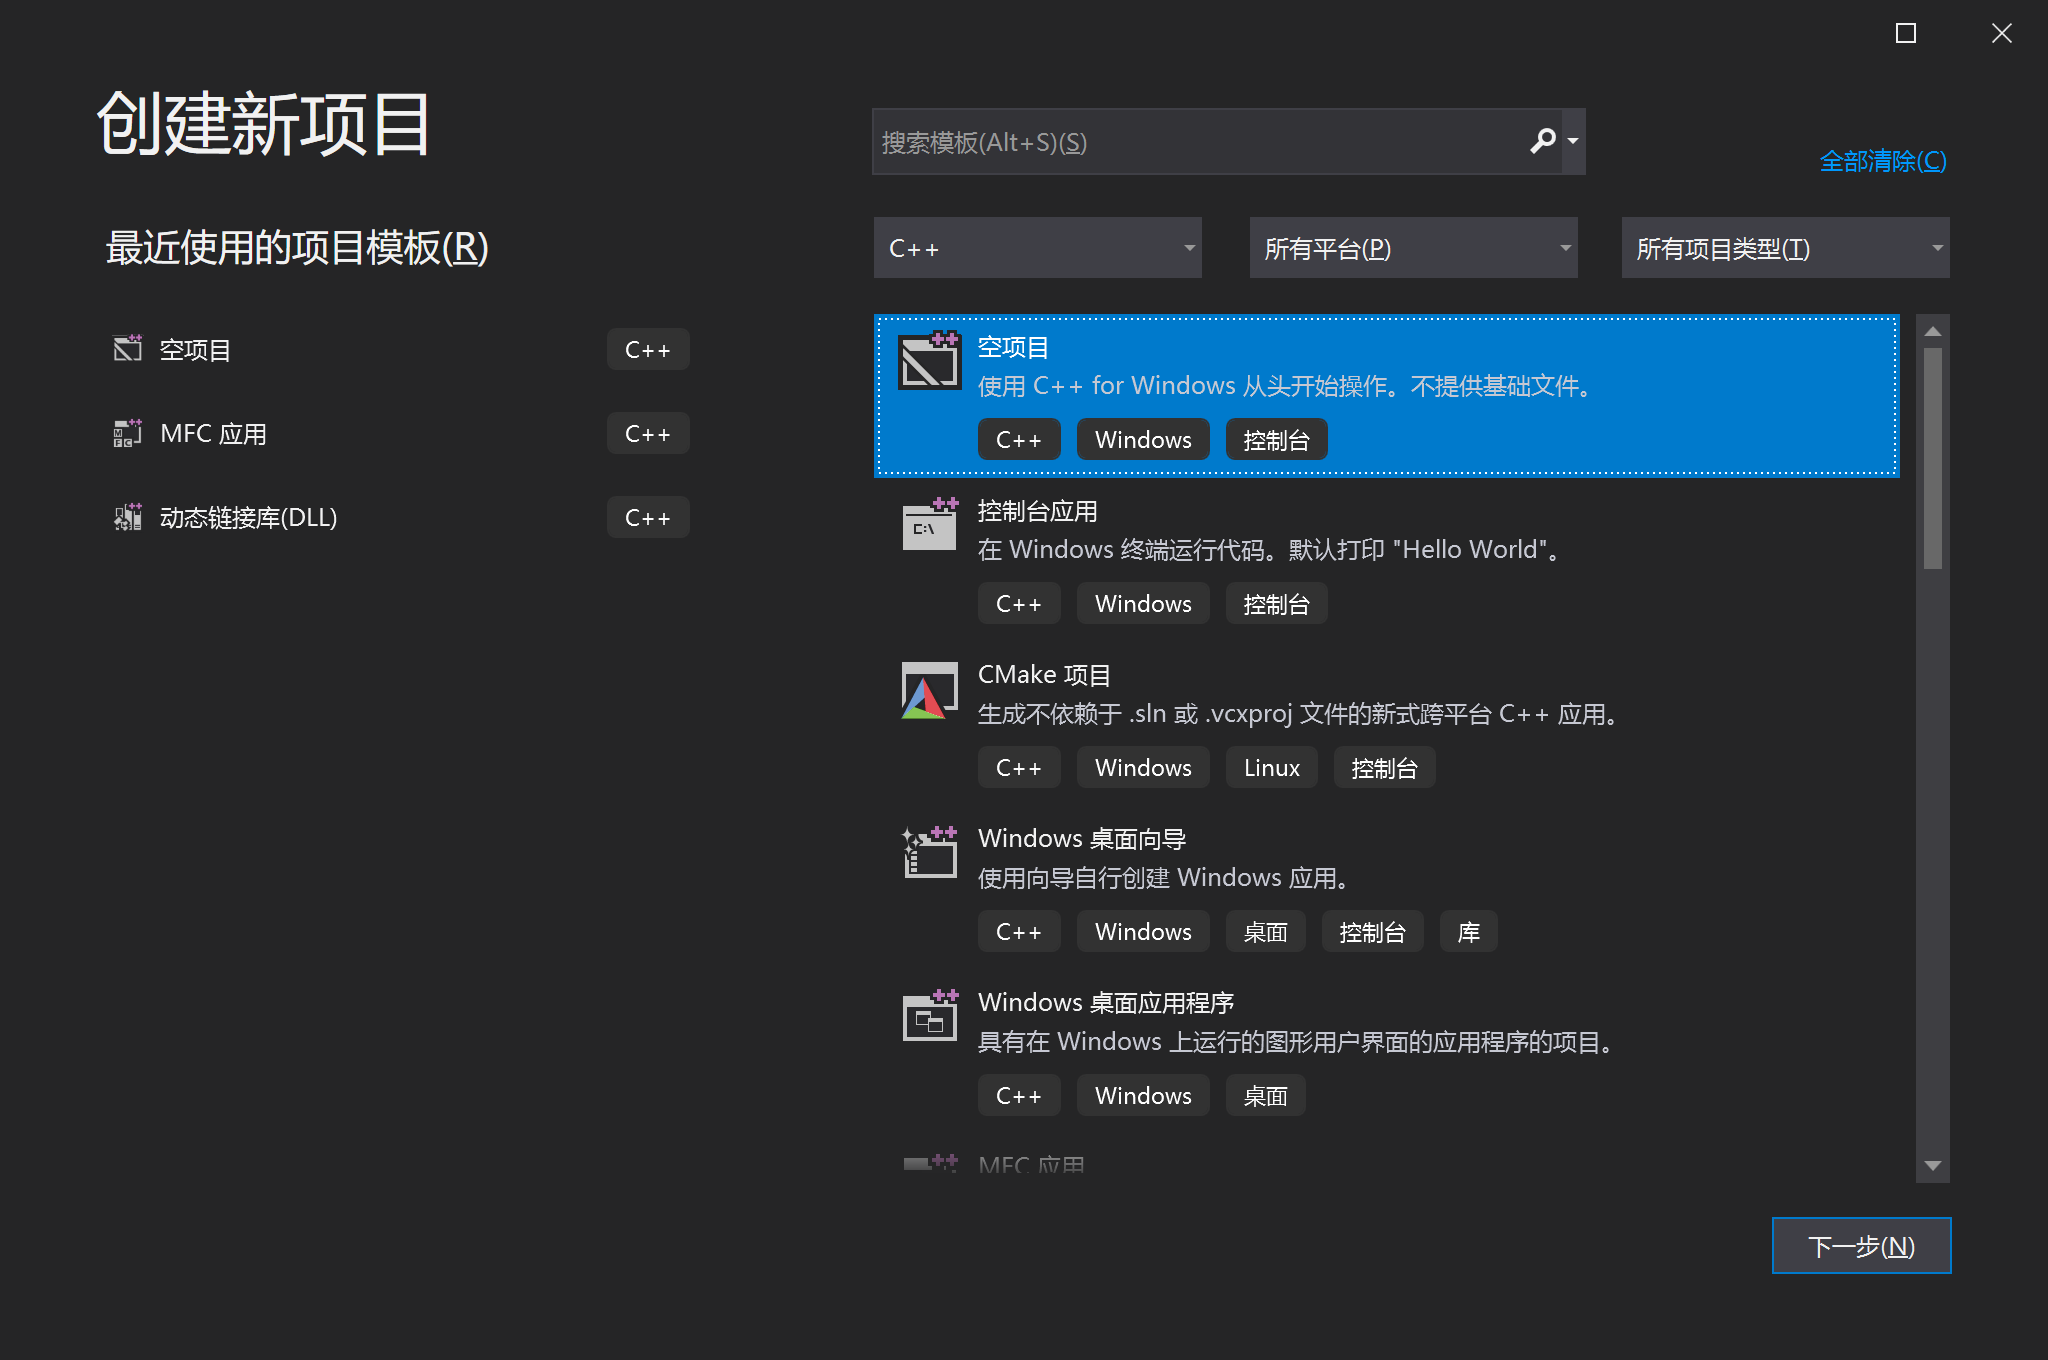 创建新项目
搜索模板(Alt+S)(S)
全部清除(C)
最近使用的项目模板(R)
C++
所有平台(P)
所有项目类型(T)
空项目 C++
MFC 应用 C++
动态链接库(DLL) C++
空项目
使用 C++ for Windows 从头开始操作。不提供基础文件。
C++ Windows 控制台
控制台应用
在 Windows 终端运行代码。默认打印 "Hello World"。
C++ Windows 控制台
CMake 项目
生成不依赖于 .sln 或 .vcxproj 文件的新式跨平台 C++ 应用。
C++ Windows Linux 控制台
Windows 桌面向导
使用向导自行创建 Windows 应用。
C++ Windows 桌面 控制台 库
Windows 桌面应用程序
具有在 Windows 上运行的图形用户界面的应用程序的项目。
C++ Windows 桌面
MFC 应用
下一步(N)